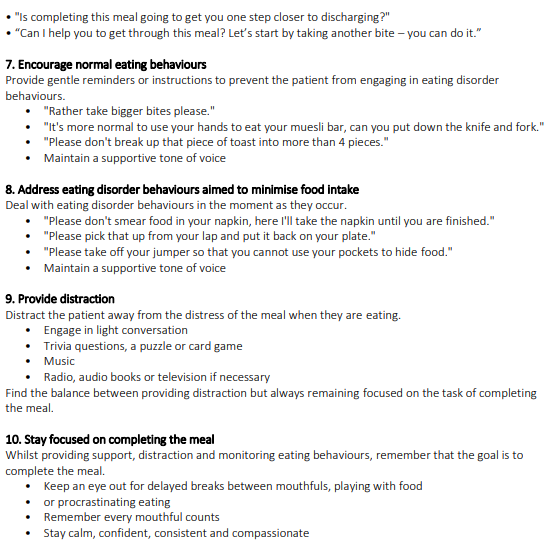 • "Is completing this meal going to get you one step closer to discharging?"
• “Can I help you to get through this meal? Let’s start by taking another bite – you can do it.”
7. Encourage normal eating behaviours
Provide gentle reminders or instructions to prevent the patient from engaging in eating disorder
behaviours.
• "Rather take bigger bites please."
• "It's more normal to use your hands to eat your muesli bar, can you put down the knife and fork."
• "Please don't break up that piece of toast into more than 4 pieces."
• Maintain a supportive tone of voice
8. Address eating disorder behaviours aimed to minimise food intake
Deal with eating disorder behaviours in the moment as they occur.
• "Please don't smear food in your napkin, here I'll take the napkin until you are finished."
• "Please pick that up from your lap and put it back on your plate."
• "Please take off your jumper so that you cannot use your pockets to hide food."
• Maintain a supportive tone of voice
9. Provide distraction
Distract the patient away from the distress of the meal when they are eating.
• Engage in light conversation
• Trivia questions, a puzzle or card game
• Music
• Radio, audio books or television if necessary
Find the balance between providing distraction but always remaining focused on the task of completing
the meal.
10. Stay focused on completing the meal
Whilst providing support, distraction and monitoring eating behaviours, remember that the goal is to
complete the meal.
• Keep an eye out for delayed breaks between mouthfuls, playing with food
• or procrastinating eating
• Remember every mouthful counts
• Stay calm, confident, consistent and compassionate